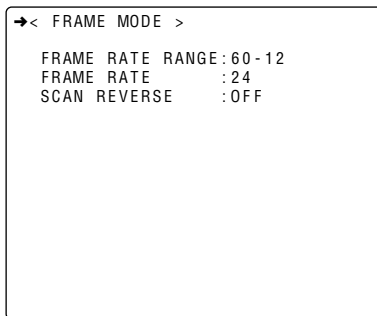 ➔< FRAME MODE >
FRAME RATE RANGE:60-12
FRAME RATE :24
SCAN REVERSE :OFF